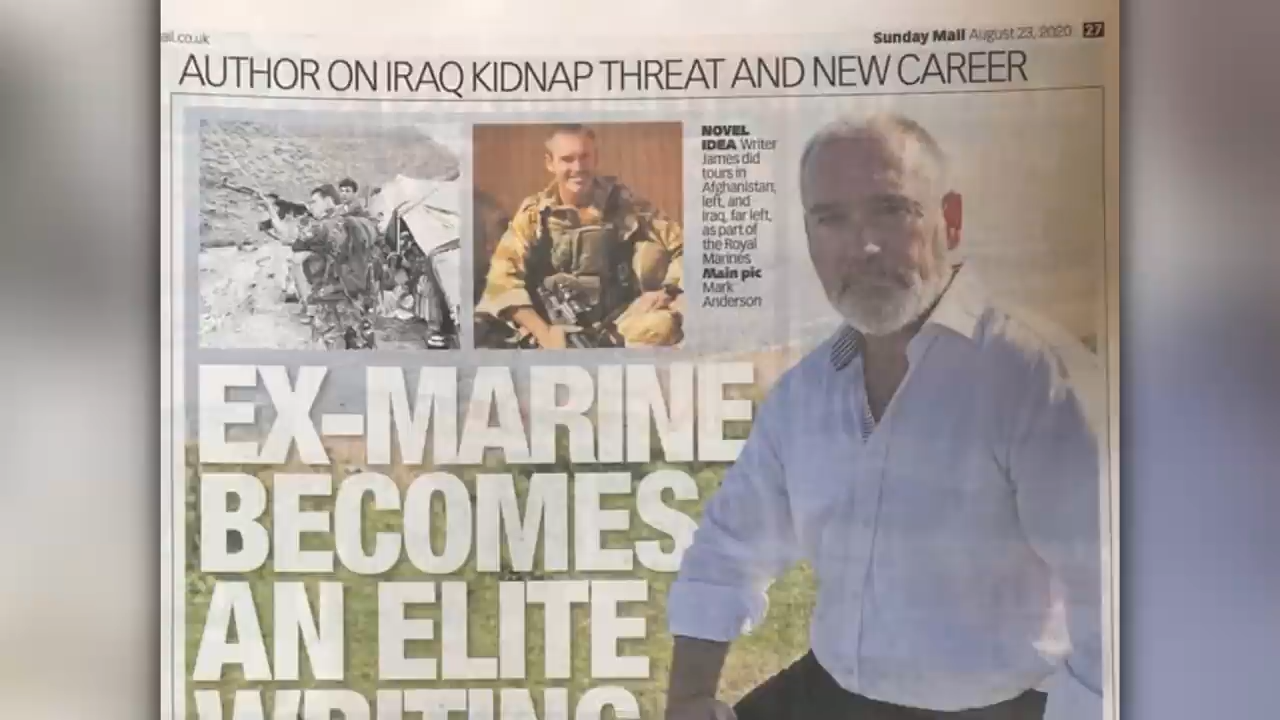 ail.co.uk
Sunday Mail August 23, 2020 27
AUTHOR ON IRAQ KIDNAP THREAT AND NEW CAREER
NOVEL
IDEA Writer
James did
tours in
Afghanistan,
left, and
Iraq, far left,
as part of
the Royal
Marines
Main pic
Mark
Anderson
EX-MARINE
BECOMES
AN ELITE
WRITING